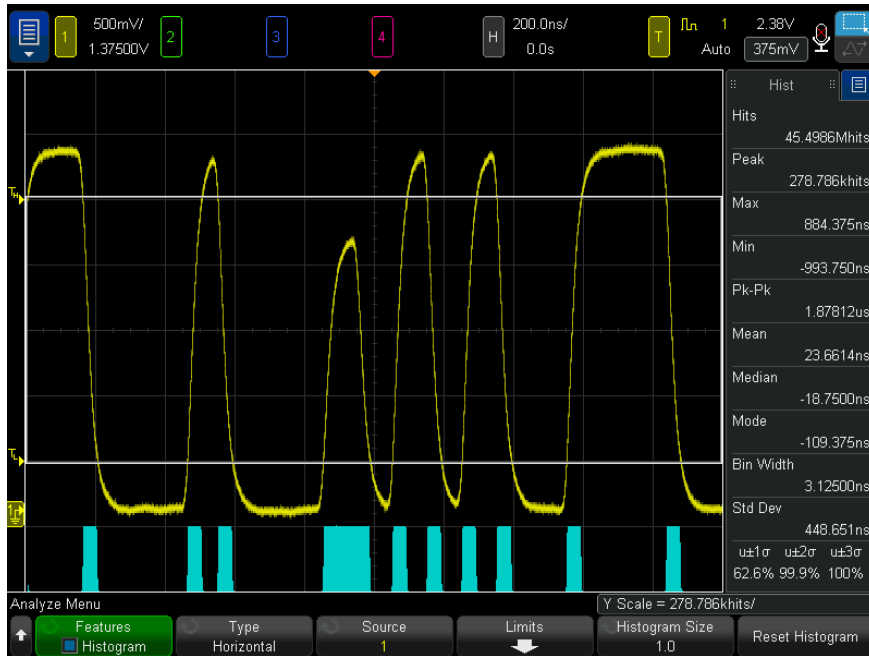 1 500mV/ 2 3 4 H 200.0ns/ T 1 2.38V
1.37500V 0.0s Auto 375mV
Hist
Hits
45.4986Mhits
Peak
278.786khits
Max
884.375ns
Min
-993.750ns
Pk-Pk
1.87812us
Mean
23.6614ns
Median
-18.7500ns
Mode
-109.375ns
Bin Width
3.12500ns
Std Dev
448.651ns
u±1σ u±2σ u±3σ
62.6% 99.9% 100%
TH
TL
1
Analyze Menu Y Scale = 278.786khits/
Features Type Source Limits Histogram Size Reset Histogram
Histogram Horizontal 1 1.0